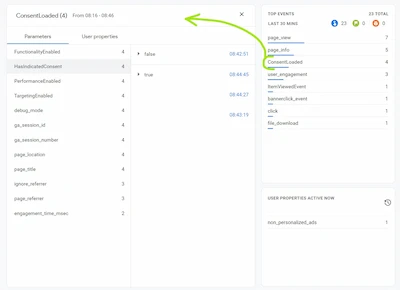 ConsentLoaded (4) From 08:16 - 08:46
Parameters User properties
FunctionalityEnabled 4
HasIndicatedConsent 4
PerformanceEnabled 4
TargetingEnabled 4
debug_mode 4
ga_session_id 4
ga_session_number 4
page_location 4
page_title 4
ignore_referrer 3
page_referrer 3
engagement_time_msec 2
false 08:42:51
true 08:44:45
08:44:27
08:43:19
TOP EVENTS
LAST 30 MINS
23 TOTAL
23 0 0
page_view 7
page_info 5
ConsentLoaded 4
user_engagement 3
ItemViewedEvent 1
bannerclick_event 1
click 1
file_download 1
USER PROPERTIES ACTIVE NOW
non_personalized_ads 1